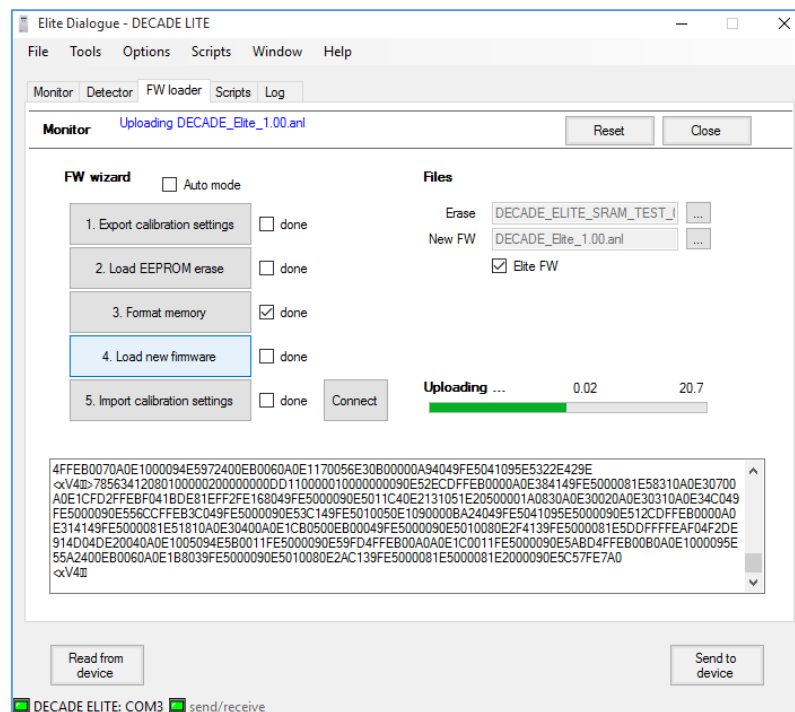 Elite Dialogue - DECADE LITE
File Tools Options Scripts Window Help
Monitor Detector FW loader Scripts Log
Monitor Uploading DECADE_Elite_1.00.anl Reset Close
FW wizard Auto mode Files
1. Export calibration settings done Erase DECADE_ELITE_SRAM_TEST_( ...
New FW DECADE_Elite_1.00.anl ...
2. Load EEPROM erase done Elite FW
3. Format memory done
4. Load new firmware done
5. Import calibration settings done Connect Uploading ... 0.02 20.7
4FFEB0070A0E1000094E5972400EB0060A0E1170056E30B00000A94049FE5041095E5322E429E
A0E1CFD2FFEBF041BDE81EFF2FE168049FE5000090E5011C40E2131051E20500001A0830A0E30020A0E30310A0E34C049
FE5000090E556CCFFEB3C049FE5000090E53C149FE5010050E1090000BA24049FE5041095E5000090E512CDFFEB0000A0
E314149FE5000081E51810A0E30400A0E1CB0500EB00049FE5000090E5010080E2F4139FE5000081E5DDFFFFEAF04F2DE
914D04DE20040A0E1005094E5B0011FE5000090E59FD4FFEB00A0A0E1C0011FE5000090E5ABD4FFEB00B0A0E1000095E
55A2400EB0060A0E1B8039FE5000090E5010080E2AC139FE5000081E5000081E2000090E5C57FE7A0
Read from device Send to device
DECADE ELITE: COM3 send/receive